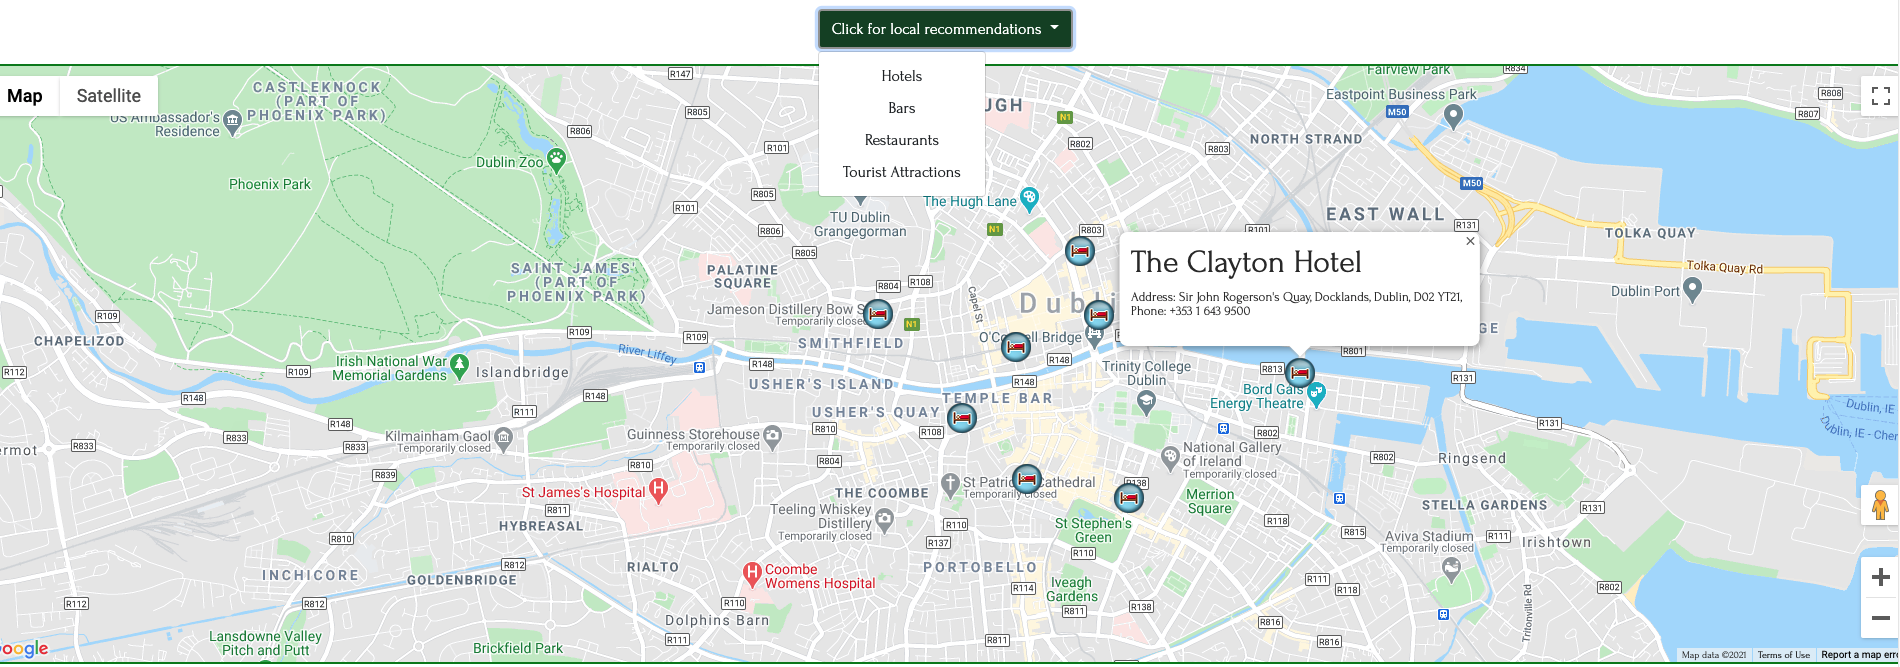 Click for local recommendations
Hotels
Bars
Restaurants
Tourist Attractions
Map
Satellite
CASTLEKNOCK
(PART OF
PHOENIX PARK)
US Ambassador's
Residence
R147
R806
R705
R101
Dublin Zoo
Phoenix Park
R805
R101
R806
R805
TU Dublin
Grangegorman
The Hugh Lane
N1
N1
R802
R803
R803
R101
Fairview Park
R834
Eastpoint Business Park
M50
NORTH STRAND
M50
R808
R807
EAST WALL
R131
TOLKA QUAY
Tolka Quay Rd
Dublin Port
SAINT JAMES
(PART OF
PHOENIX PARK)
PALATINE
SQUARE
R804
R108
Capel St
Jameson Distillery Bow S
Temporarily closed
N1
SMITHFIELD
The Clayton Hotel
Address: Sir John Rogerson's Quay, Docklands, Dublin, D02 YT21,
Phone: +353 1 643 9500
R109
CHAPELIZOD
R109
R109
River Liffey
R148
Irish National War
Memorial Gardens
Islandbridge
R112
R109
R148
R148
R111
R148
USHER'S ISLAND
USHER'S QUAY
TEMPLE BAR
R148
R148
Bridge
Trinity College
Dublin
R813
R801
R131
R131
Bord Gáis
Energy Theatre
Dublin, IE
Dublin, IE - Cher
R833
R833
R833
Kilmainham Gaol
Temporarily closed
R839
Guinness Storehouse
Temporarily closed
R810
R108
R804
R810
R802
R802
National Gallery
of Ireland
Temporarily closed
Ringsend
St James's Hospital
R811
HYBREASAL
THE COOMBE
St Patri
Cathedral
Temporarily closed
R138
Merrion
Square
STELLA GARDENS
R131
R131
Teeling Whiskey
Distillery
Temporarily closed
R110
R137
St Stephen's
Green
R110
R118
R815
Aviva Stadium
Temporarily closed
R111
Irishtown
R810
INCHICORE
R812
GOLDENBRIDGE
R812
RIALTO
Coombe
Womens Hospital
PORTOBELLO
R114
Iveagh
Gardens
R811
R138
R111
R118
R802
Tritonville Rd
R112
R110
Dolphins Barn
R111
R811
R816
R816
Lansdowne Valley
Pitch and Putt
Brickfield Park
oogle
Map data ©2021
Terms of Use
Report a map erro